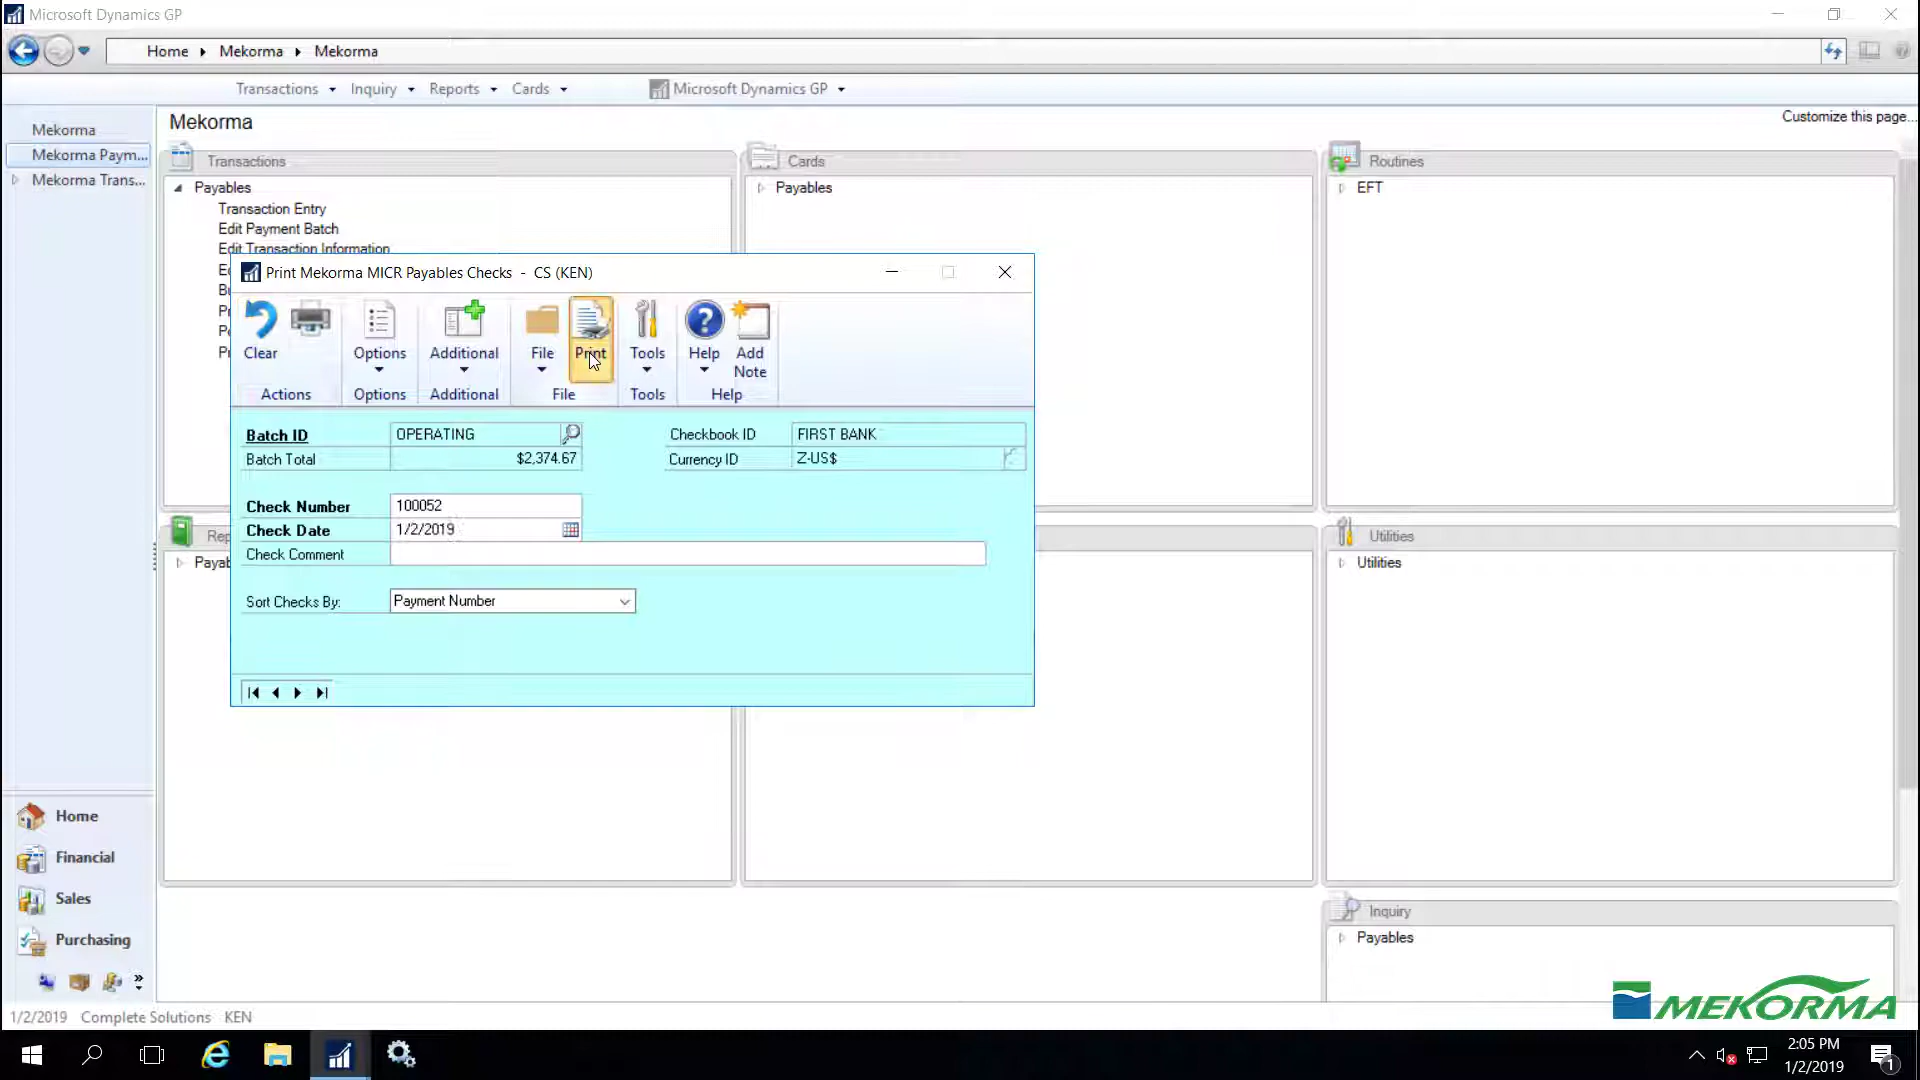 Microsoft Dynamics GP
Home
Mekorma
Mekorma
Transactions
Inquiry
Reports
Cards
Microsoft Dynamics GP
Mekorma
Mekorma Paym...
Mekorma Trans...
Mekorma
Customize this page...
Transactions
Payables
Transaction Entry
Edit Payment Batch
Edit Transaction Information
Cards
Payables
Routines
EFT
Print Mekorma MICR Payables Checks - CS (KEN)
Clear
Options
Additional
File
Print
Tools
Help
Add Note
Actions
Options
Additional
File
Tools
Help
Batch ID OPERATING
Batch Total $2,374.67
Checkbook ID FIRST BANK
Currency ID Z-US$
Check Number 100052
Check Date 1/2/2019
Check Comment
Sort Checks By: Payment Number
Rep
Payab
Utilities
Utilities
Inquiry
Payables
Home
Financial
Sales
Purchasing
1/2/2019 Complete Solutions KEN
MEKORMA
2:05 PM
1/2/2019
1